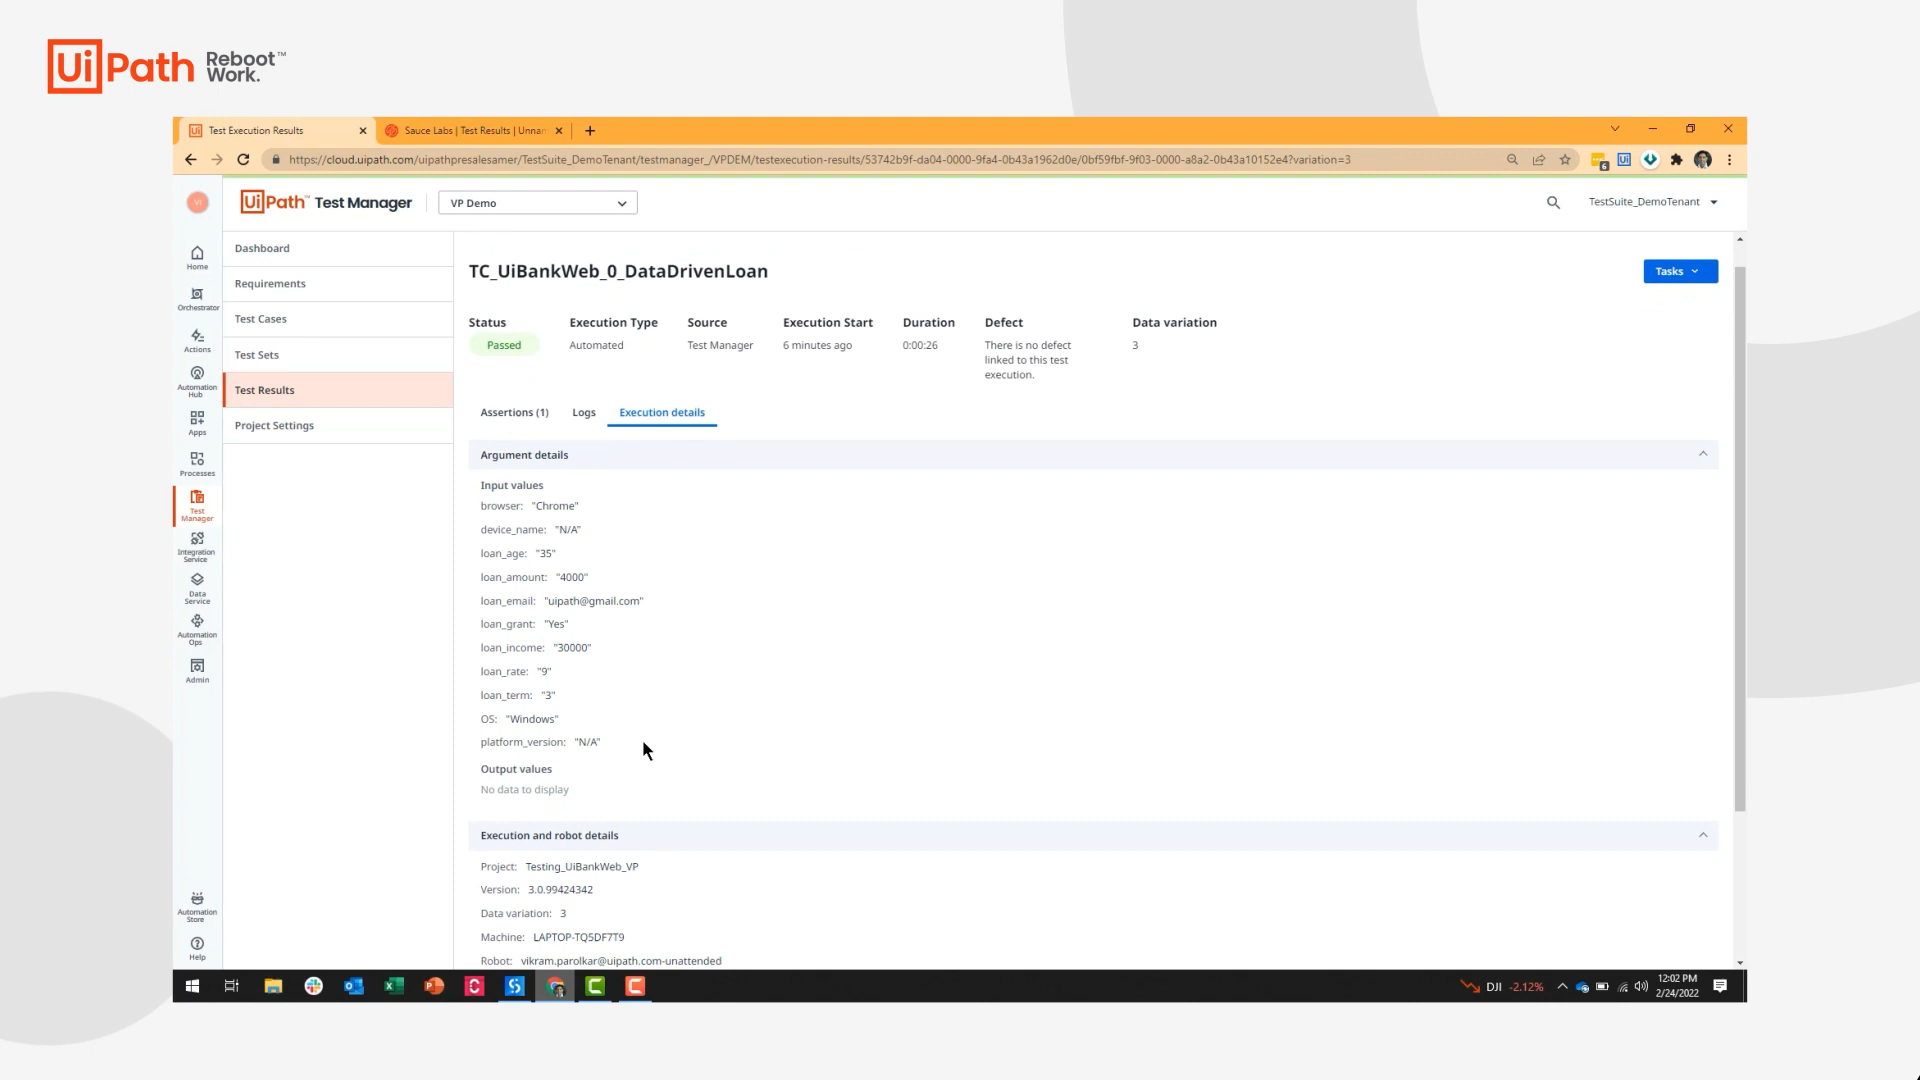 UiPath Reboot Work.™
Test Execution Results
Sauce Labs | Test Results | Unnar
https://cloud.uipath.com/uipathpresalesamer/TestSuite_DemoTenant/testmanager_/VPDEM/testexecution-results/53742b9f-da04-0000-9fa4-0b43a1962d0e/0bf59fbf-9f03-0000-a8a2-0b43a10152e4?variation=3
6
Ui
VI
UiPath™ Test Manager
VP Demo
TestSuite_DemoTenant
Home
Orchestrator
Actions
Automation Hub
Apps
Processes
Test Manager
Integration Service
Data Service
Automation Ops
Admin
Automation Store
Help
Dashboard
Requirements
Test Cases
Test Sets
Test Results
Project Settings
TC_UiBankWeb_0_DataDrivenLoan
Tasks
Status Execution Type Source Execution Start Duration Defect Data variation
Passed Automated Test Manager 6 minutes ago 0:00:26 There is no defect 3
linked to this test
execution.
Assertions (1) Logs Execution details
Argument details
Input values
browser: "Chrome"
device_name: "N/A"
loan_age: "35"
loan_amount: "4000"
loan_email: "uipath@gmail.com"
loan_grant: "Yes"
loan_income: "30000"
loan_rate: "9"
loan_term: "3"
OS: "Windows"
platform_version: "N/A"
Output values
No data to display
Execution and robot details
Project: Testing_UiBankWeb_VP
Version: 3.0.99424342
Data variation: 3
Machine: LAPTOP-TQ5DF7T9
Robot: vikram.parolkar@uipath.com-unattended
DJI -2.12%
12:02 PM
2/24/2022